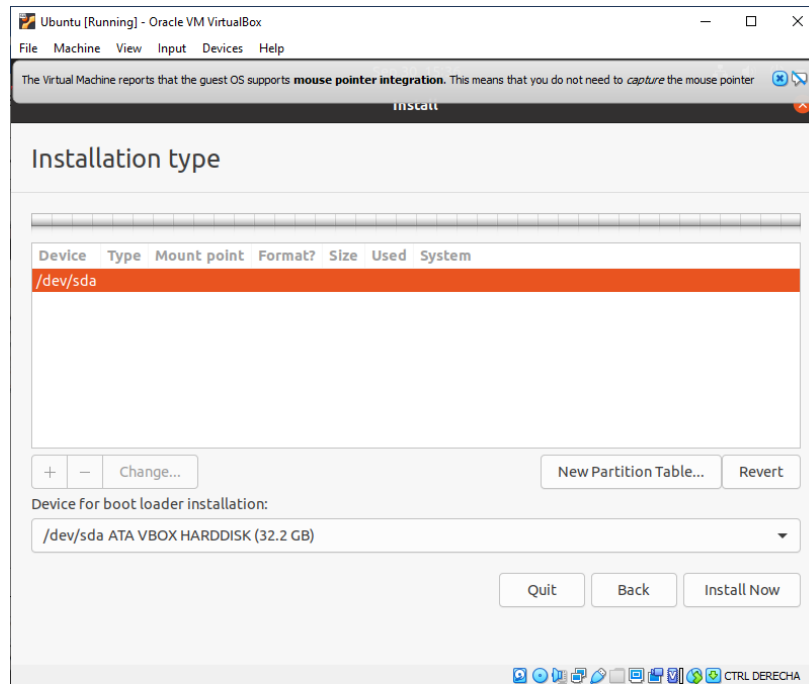 Ubuntu [Running] - Oracle VM VirtualBox
File Machine View Input Devices Help
The Virtual Machine reports that the guest OS supports mouse pointer integration. This means that you do not need to capture the mouse pointer
Install
Installation type
Device Type Mount point Format? Size Used System
/dev/sda
+ - Change... New Partition Table... Revert
Device for boot loader installation:
/dev/sda ATA VBOX HARDDISK (32.2 GB)
Quit Back Install Now
CTRL DERECHA